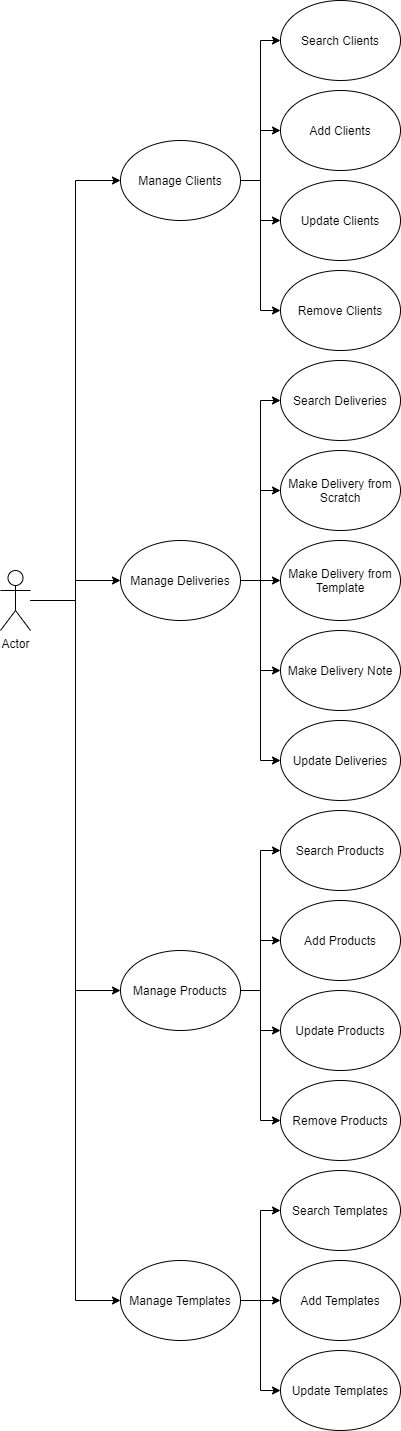 Search Clients
Add Clients
Manage Clients
Update Clients
Remove Clients
Search Deliveries
Make Delivery from
Scratch
Manage Deliveries
Make Delivery from
Template
Actor
Make Delivery Note
Update Deliveries
Search Products
Add Products
Manage Products
Update Products
Remove Products
Search Templates
Manage Templates
Add Templates
Update Templates